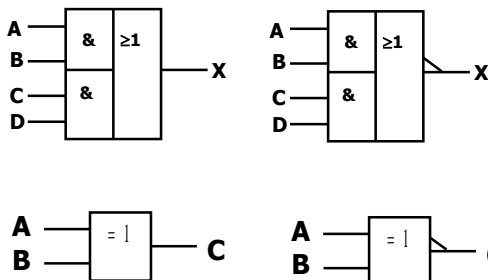 A & ≥1 A & ≥1
B X B X
C & C &
D D
A = 1 C A = 1
B B